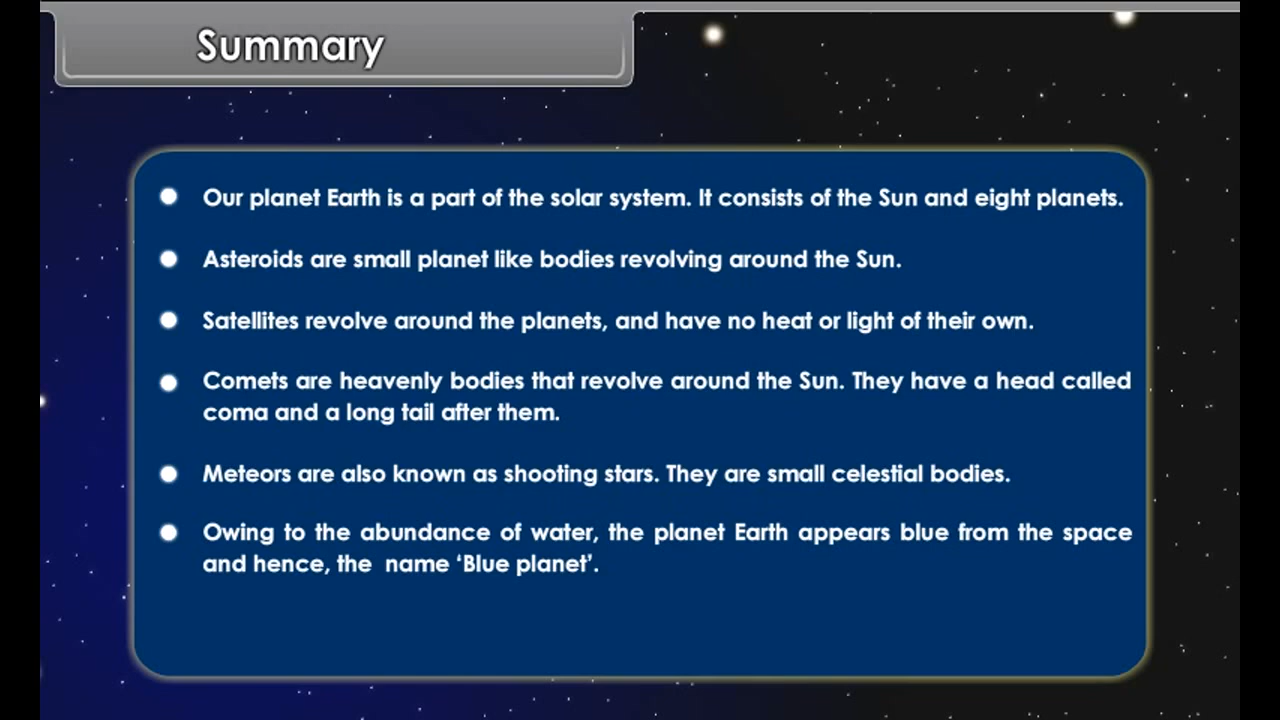 Summary
Our planet Earth is a part of the solar system. It consists of the Sun and eight planets.
Asteroids are small planet like bodies revolving around the Sun.
Satellites revolve around the planets, and have no heat or light of their own.
Comets are heavenly bodies that revolve around the Sun. They have a head called
coma and a long tail after them.
Meteors are also known as shooting stars. They are small celestial bodies.
Owing to the abundance of water, the planet Earth appears blue from the space
and hence, the name ‘Blue planet’.